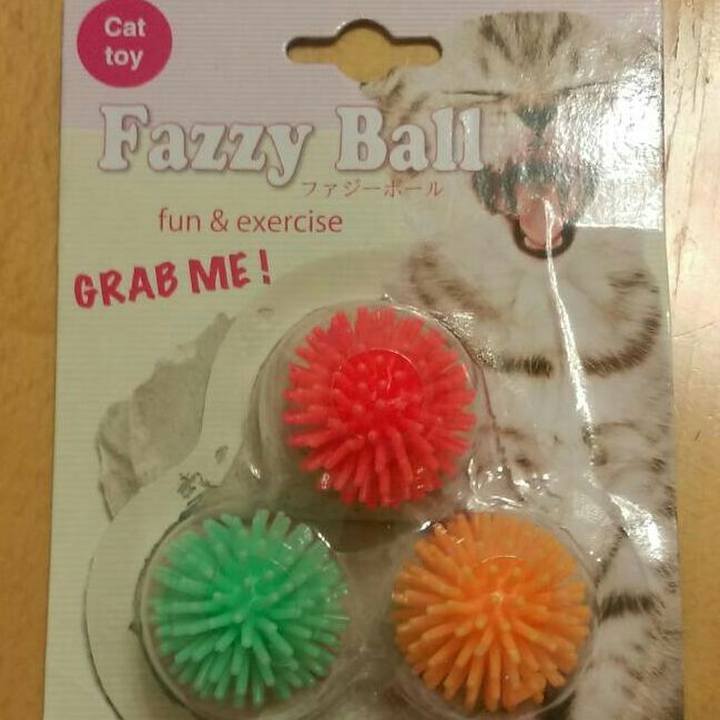 Cat
toy
Fazzy Ball
ファジーボール
fun & exercise
GRAB ME!